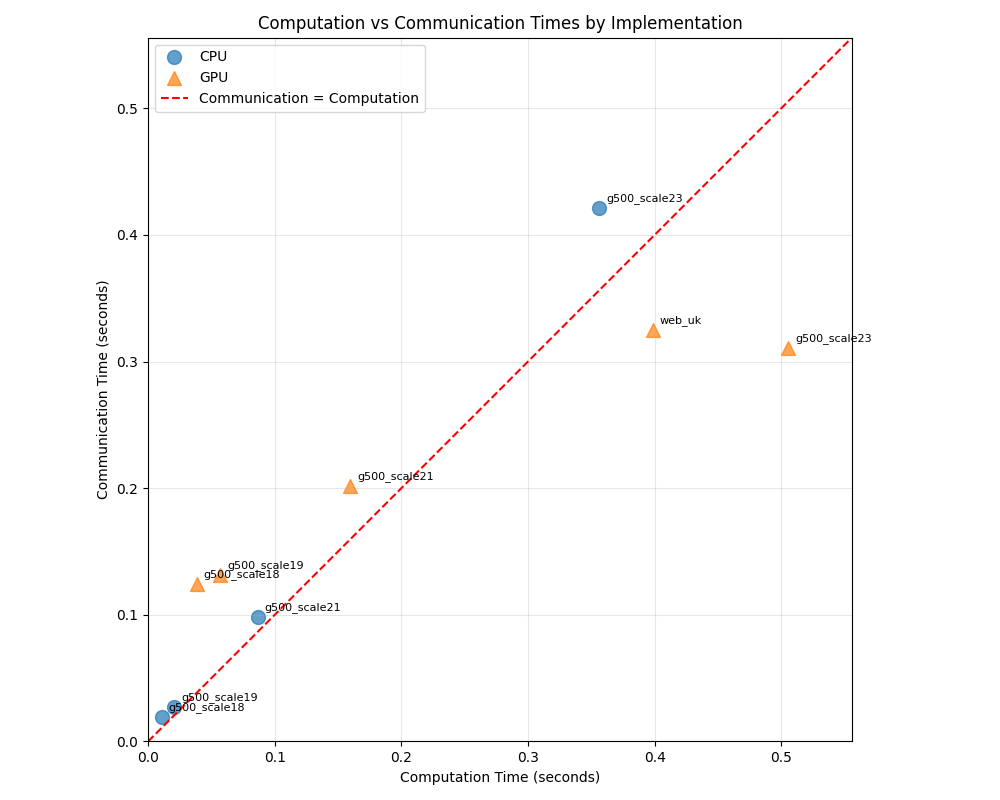 Computation vs Communication Times by Implementation
CPU
GPU
Communication = Computation
g500_scale23
web_uk
g500_scale23
g500_scale21
g500_scale19
g500_scale18
g500_scale21
g500_scale19
g500_scale18
0.5
0.4
0.3
0.2
0.1
0.0
Communication Time (seconds)
0.0 0.1 0.2 0.3 0.4 0.5
Computation Time (seconds)